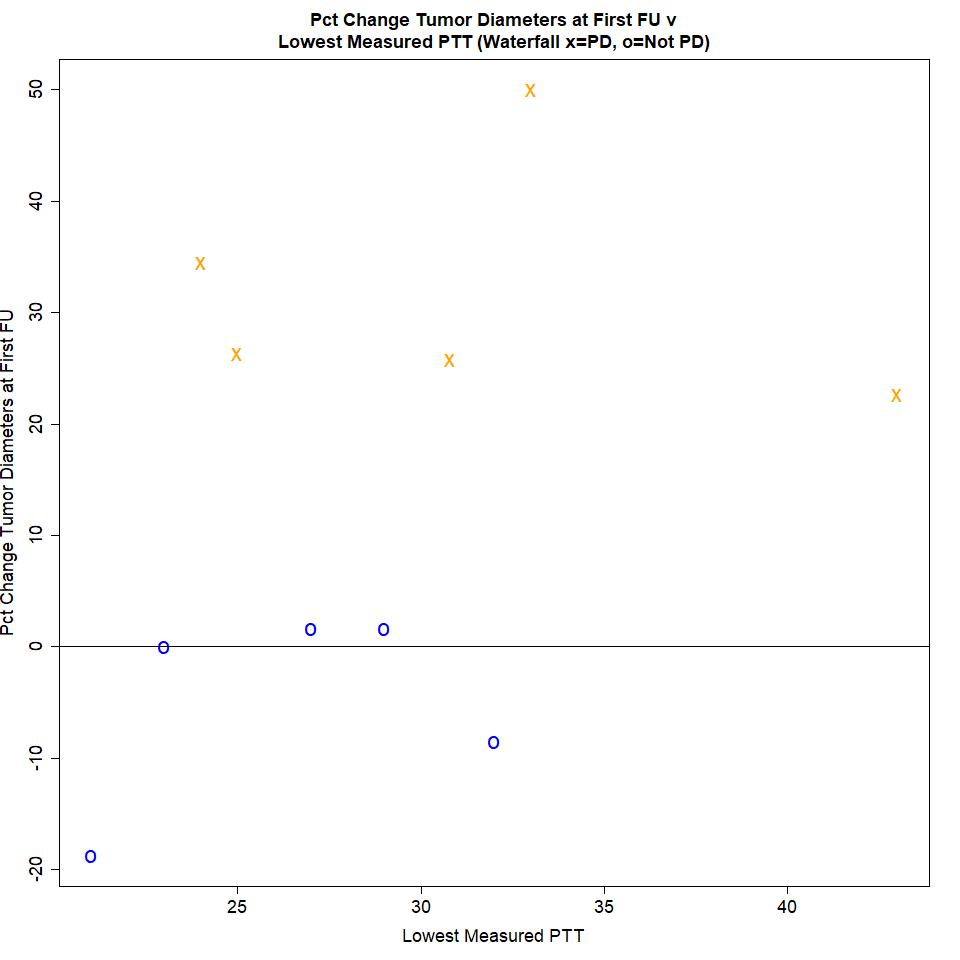 Pct Change Tumor Diameters at First FU v
Lowest Measured PTT (Waterfall x=PD, o=Not PD)
Pct Change Tumor Diameters at First FU
50
40
30
20
10
0
-10
-20
X
X
X
X
X
O
O
O
O
O
25
30
35
40
Lowest Measured PTT